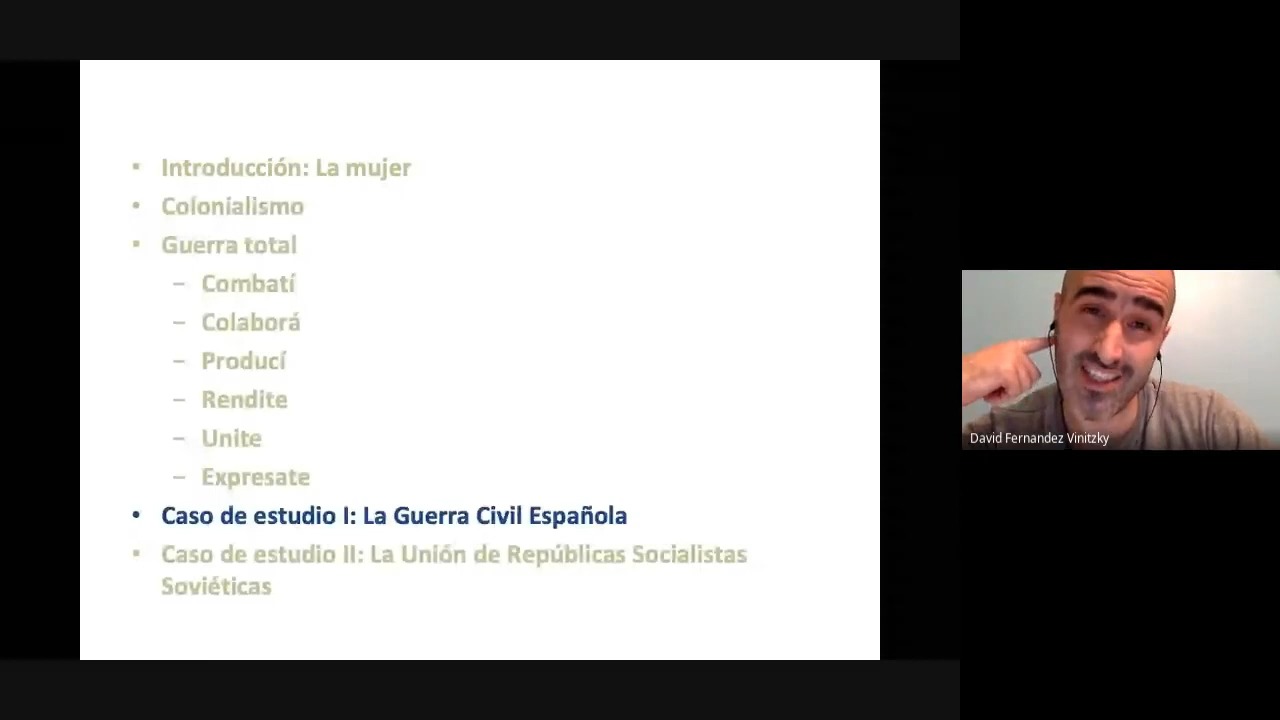 • Introducción: La mujer
• Colonialismo
• Guerra total
– Combatí
– Colaborá
– Producí
– Rendite
– Unite
– Expresate
• Caso de estudio I: La Guerra Civil Española
• Caso de estudio II: La Unión de Repúblicas Socialistas
Soviéticas
David Fernandez Vinitzky